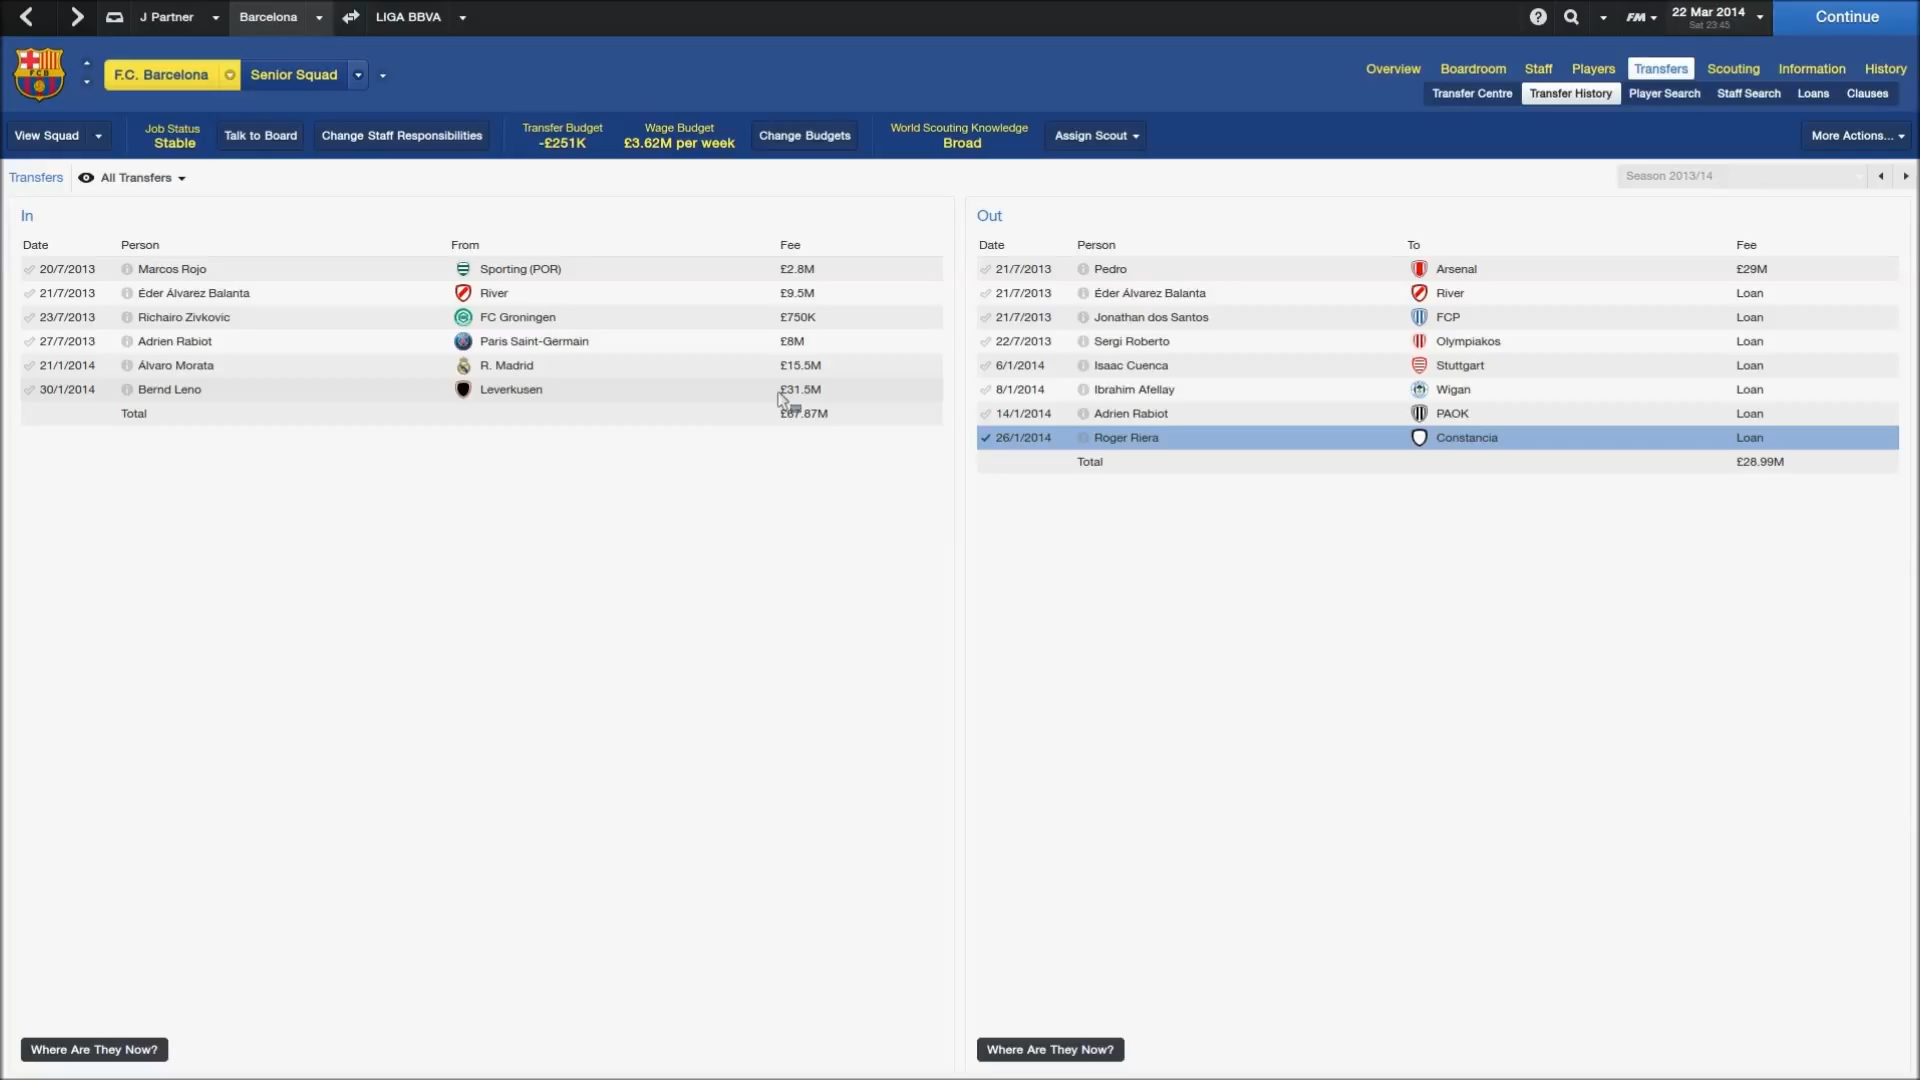 J Partner Barcelona LIGA BBVA FM 22 Mar 2014 Continue
Sat 23:45
F.C. Barcelona Senior Squad
Overview Boardroom Staff Players Transfers Scouting Information History
Transfer Centre Transfer History Player Search Staff Search Loans Clauses
View Squad Job Status Talk to Board Change Staff Responsibilities Transfer Budget Wage Budget Change Budgets World Scouting Knowledge Assign Scout More Actions...
Stable -£251K £3.62M per week Broad
Transfers All Transfers Season 2013/14
In
Date Person From Fee
20/7/2013 Marcos Rojo Sporting (POR) £2.8M
21/7/2013 Éder Álvarez Balanta River £9.5M
23/7/2013 Richairo Zivkovic FC Groningen £750K
27/7/2013 Adrien Rabiot Paris Saint-Germain £8M
21/1/2014 Álvaro Morata R. Madrid £15.5M
30/1/2014 Bernd Leno Leverkusen £31.5M
Total £67.87M
Where Are They Now?
Out
Date Person To Fee
21/7/2013 Pedro Arsenal £29M
21/7/2013 Éder Álvarez Balanta River Loan
21/7/2013 Jonathan dos Santos FCP Loan
22/7/2013 Sergi Roberto Olympiakos Loan
6/1/2014 Isaac Cuenca Stuttgart Loan
8/1/2014 Ibrahim Afellay Wigan Loan
14/1/2014 Adrien Rabiot PAOK Loan
26/1/2014 Roger Riera Constancia Loan
Total £28.99M
Where Are They Now?